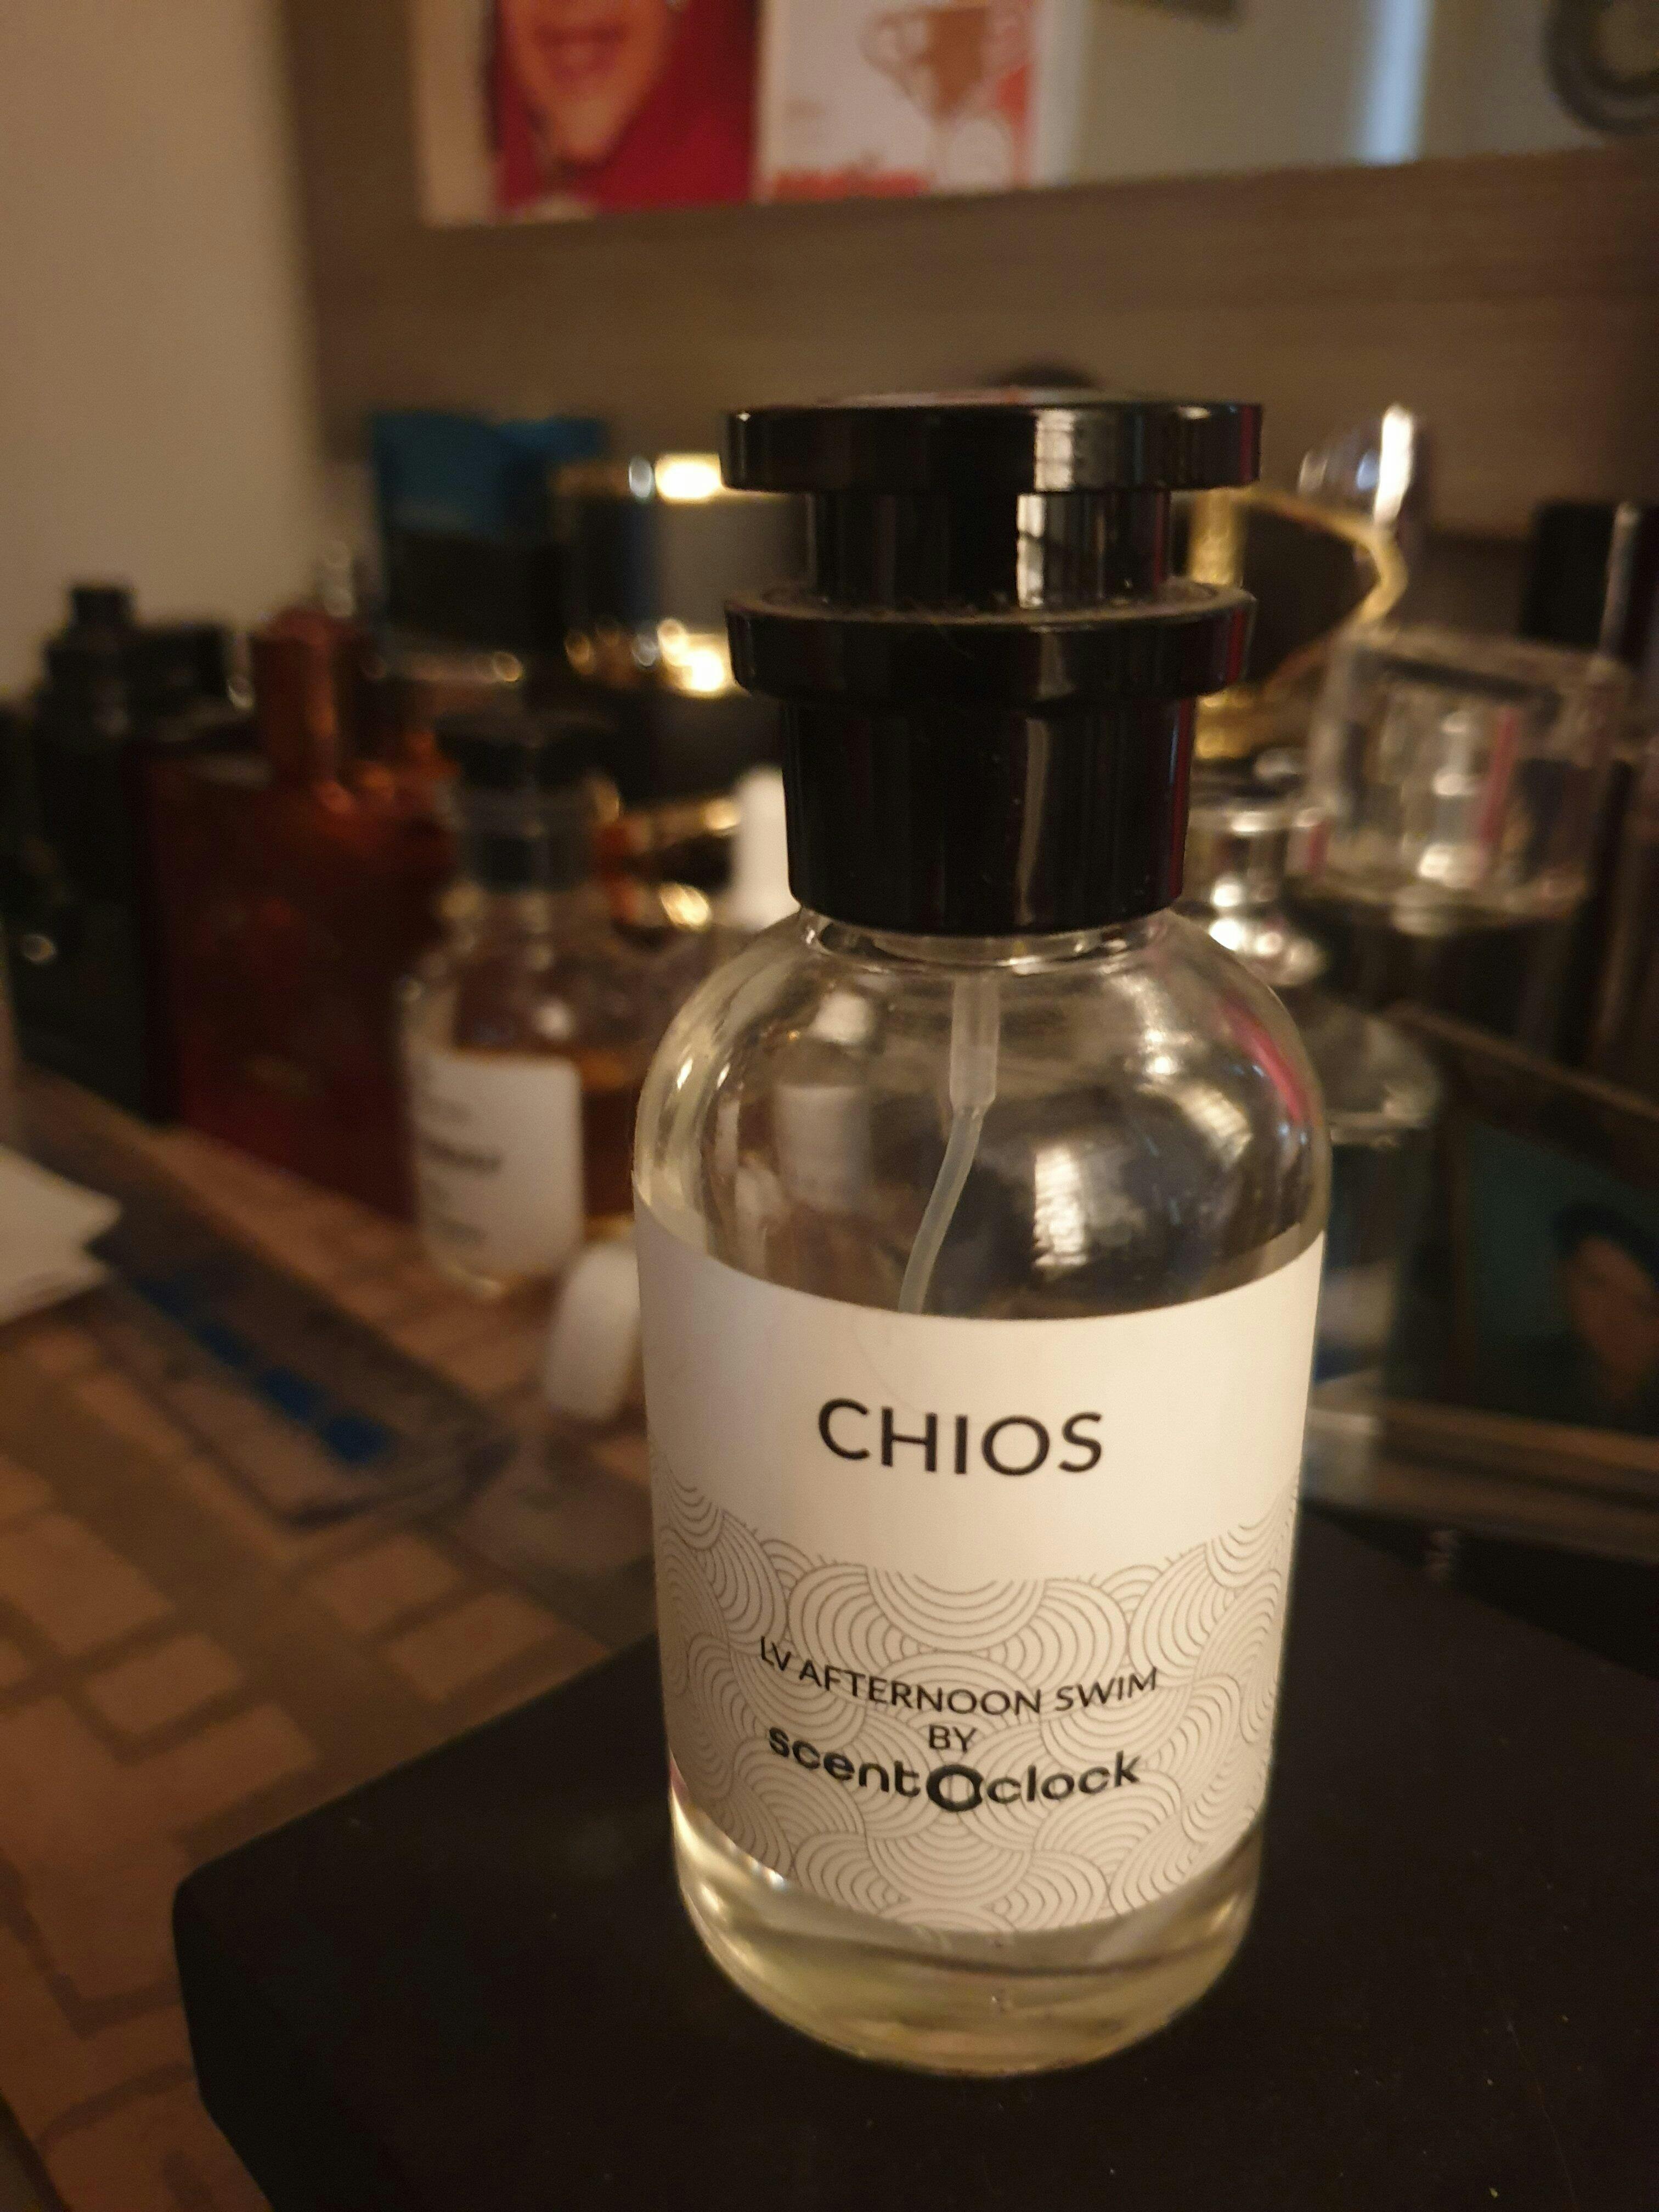 CHIOS
LV AFTERNOON SWIM
BY
scentOclock